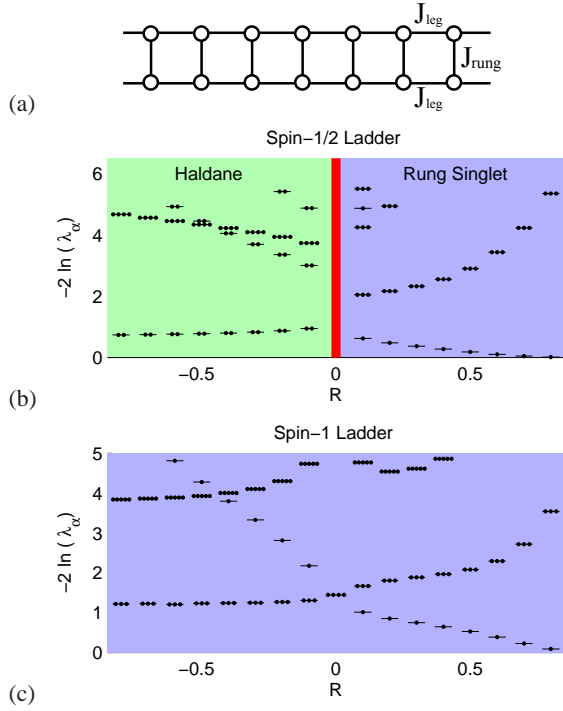 J_leg
J_rung
J_leg
(a)
Spin−1/2 Ladder
Haldane
Rung Singlet
6
4
2
0
−2 ln ( λ_α )
−0.5
0
0.5
R
(b)
Spin−1 Ladder
5
4
3
2
1
0
−2 ln ( λ_α )
−0.5
0
0.5
R
(c)